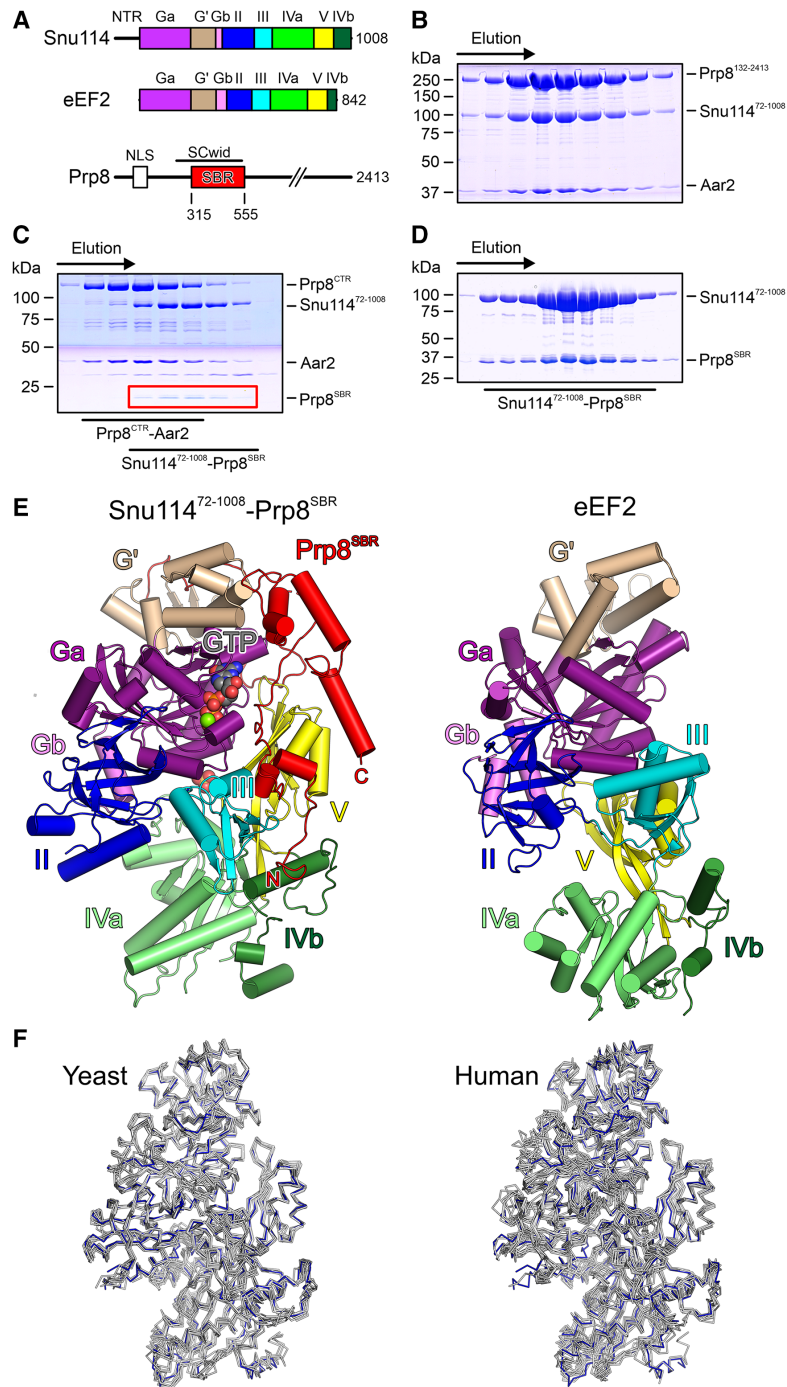 A
NTR Ga G' Gb II III IVa V IVb
Snu114 1008
Ga G' Gb II III IVa V IVb
eEF2 842
NLS SCwid
Prp8 SBR 2413
315 555
B
Elution
kDa
250
150
100
75
50
37
Prp8¹³²⁻²⁴¹³
Snu114⁷²⁻¹⁰⁰⁸
Aar2
C
Elution
kDa
100
75
50
25
Prp8ᶜᵀᴿ
Snu114⁷²⁻¹⁰⁰⁸
Aar2
Prp8ˢᴮᴿ
Prp8ᶜᵀᴿ-Aar2
Snu114⁷²⁻¹⁰⁰⁸-Prp8ˢᴮᴿ
D
Elution
kDa
100
75
50
37
25
Snu114⁷²⁻¹⁰⁰⁸
Prp8ˢᴮᴿ
Snu114⁷²⁻¹⁰⁰⁸-Prp8ˢᴮᴿ
E
Snu114⁷²⁻¹⁰⁰⁸-Prp8ˢᴮᴿ
G'
Prp8ˢᴮᴿ
GTP
Ga
Gb
C
III
V
II
N
IVa
IVb
eEF2
G'
Ga
Gb
III
II
V
IVa
IVb
F
Yeast
Human